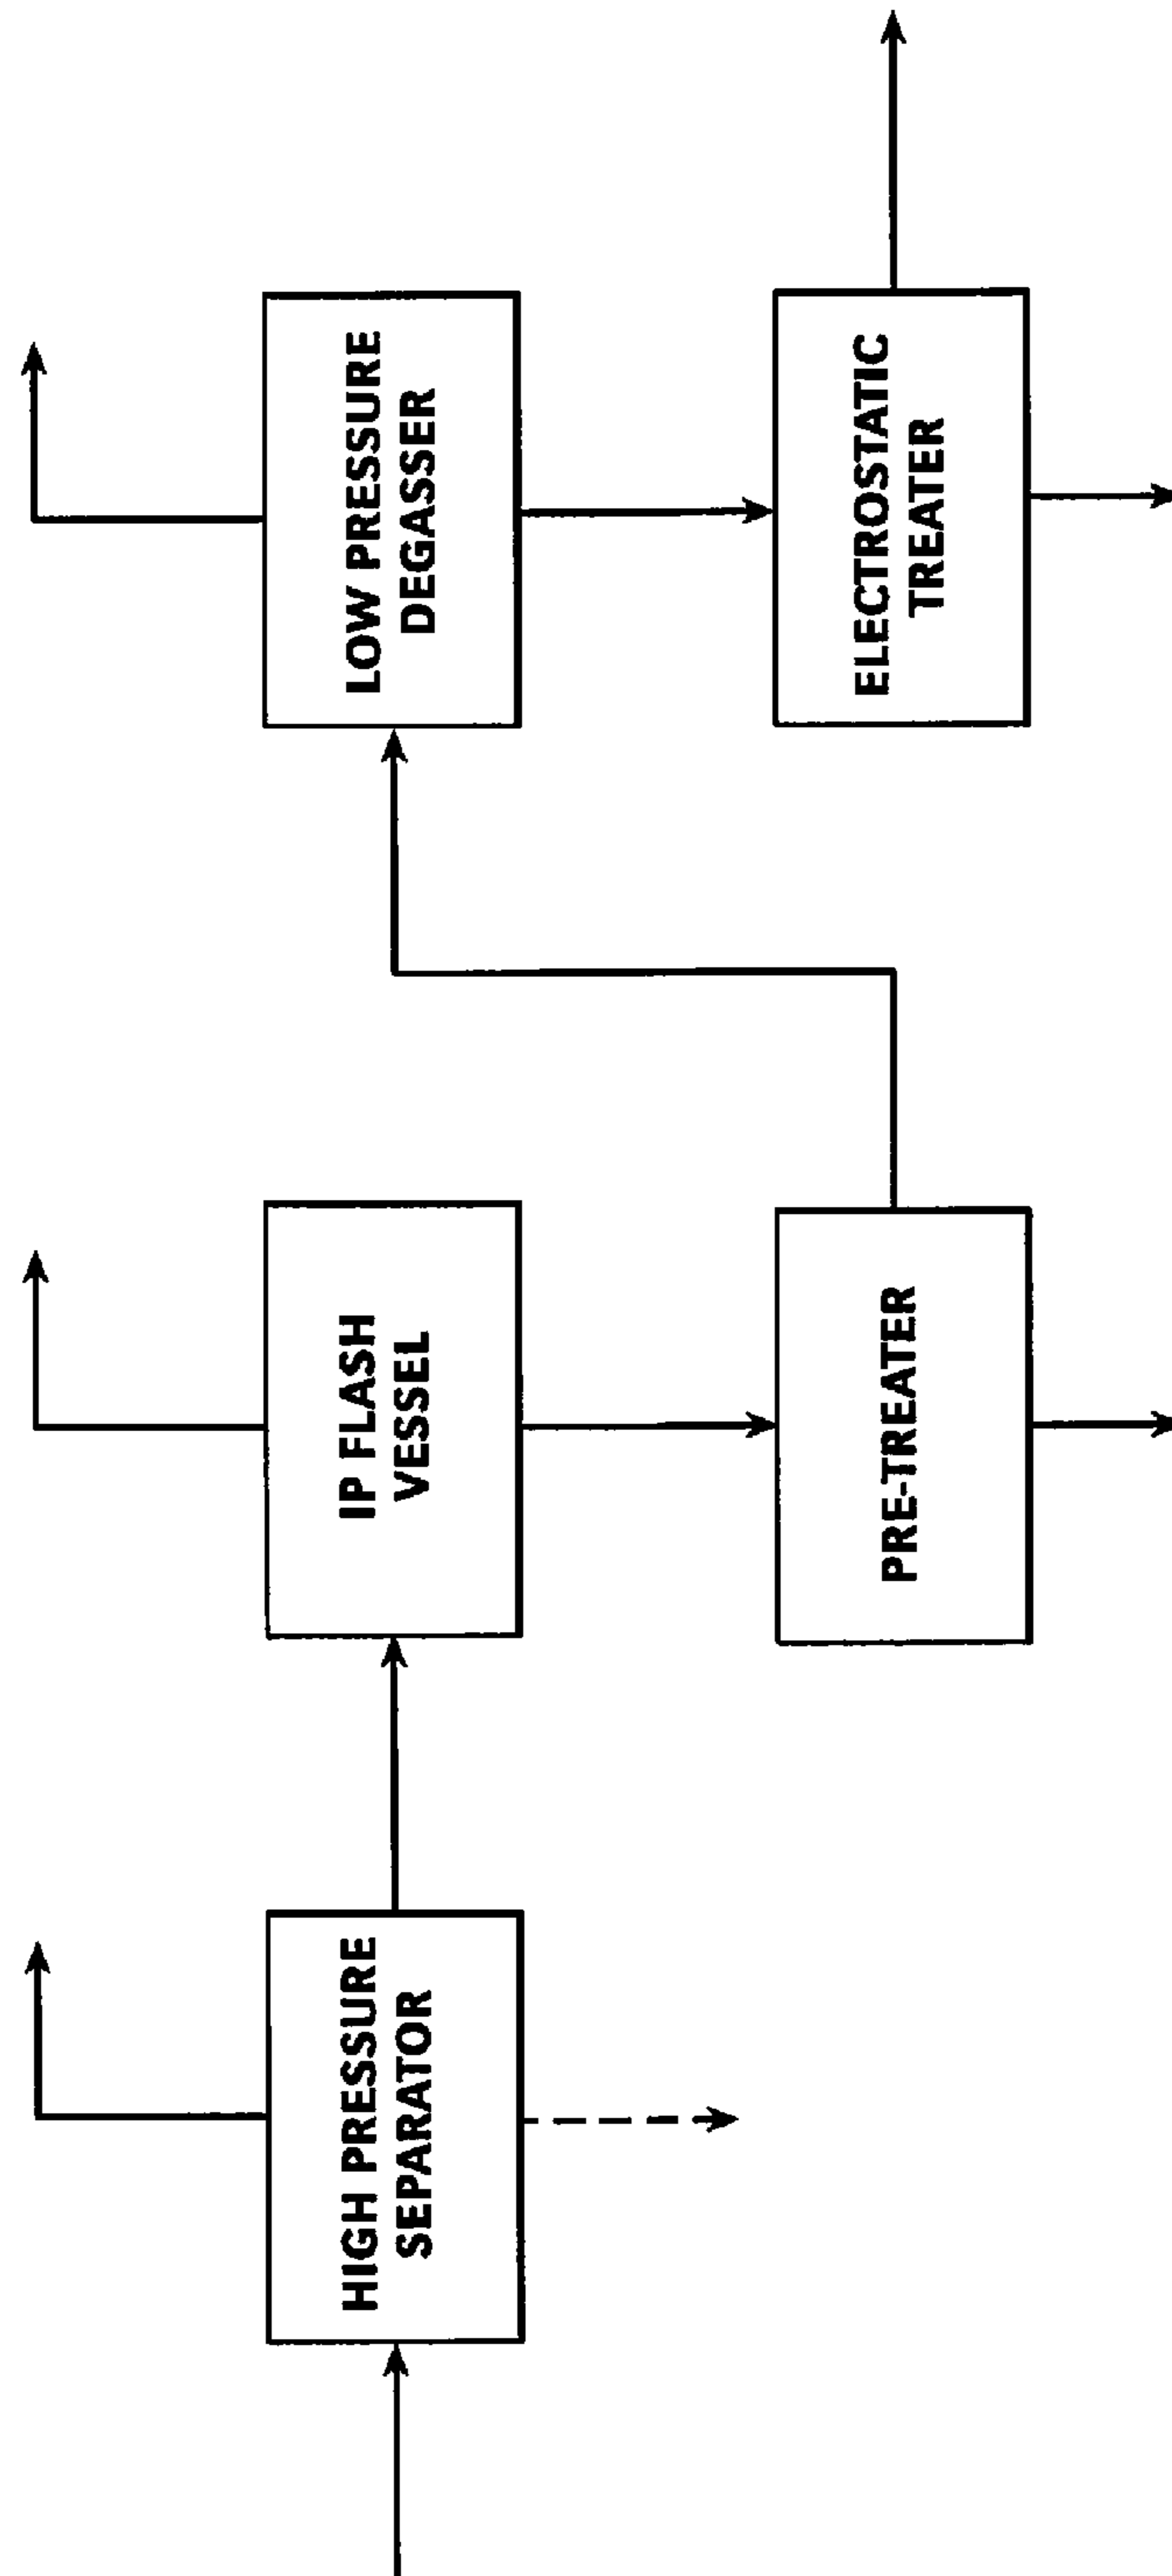 HIGH PRESSURE
SEPARATOR
IP FLASH
VESSEL
PRE-TREATER
LOW PRESSURE
DEGASSER
ELECTROSTATIC
TREATER